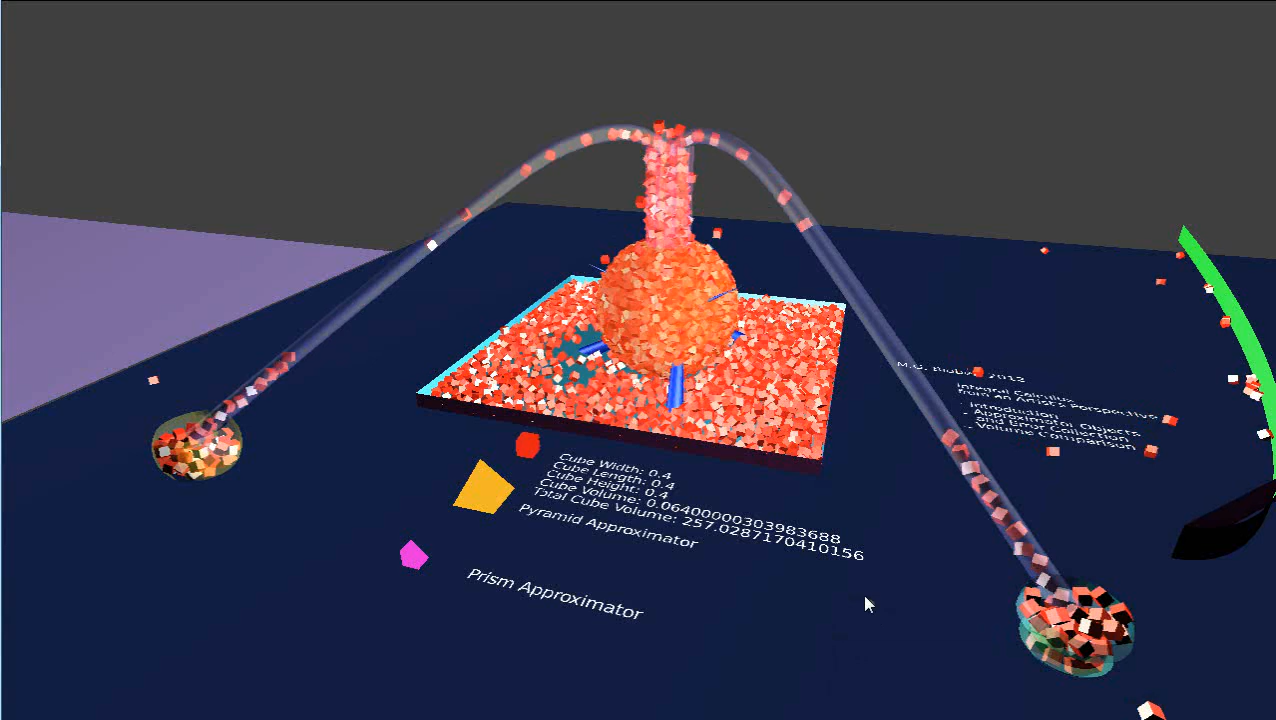 M.G. 2012
Integral Calculus
from an Artist's Perspective
Introduction
- Approximator Objects
and Error Collection
- Volume Comparison
Cube Width: 0.4
Cube Length: 0.4
Cube Height: 0.4
Cube Volume: 0.06400000303983688
Total Cube Volume: 257.0287170410156
Pyramid Approximator
Prism Approximator